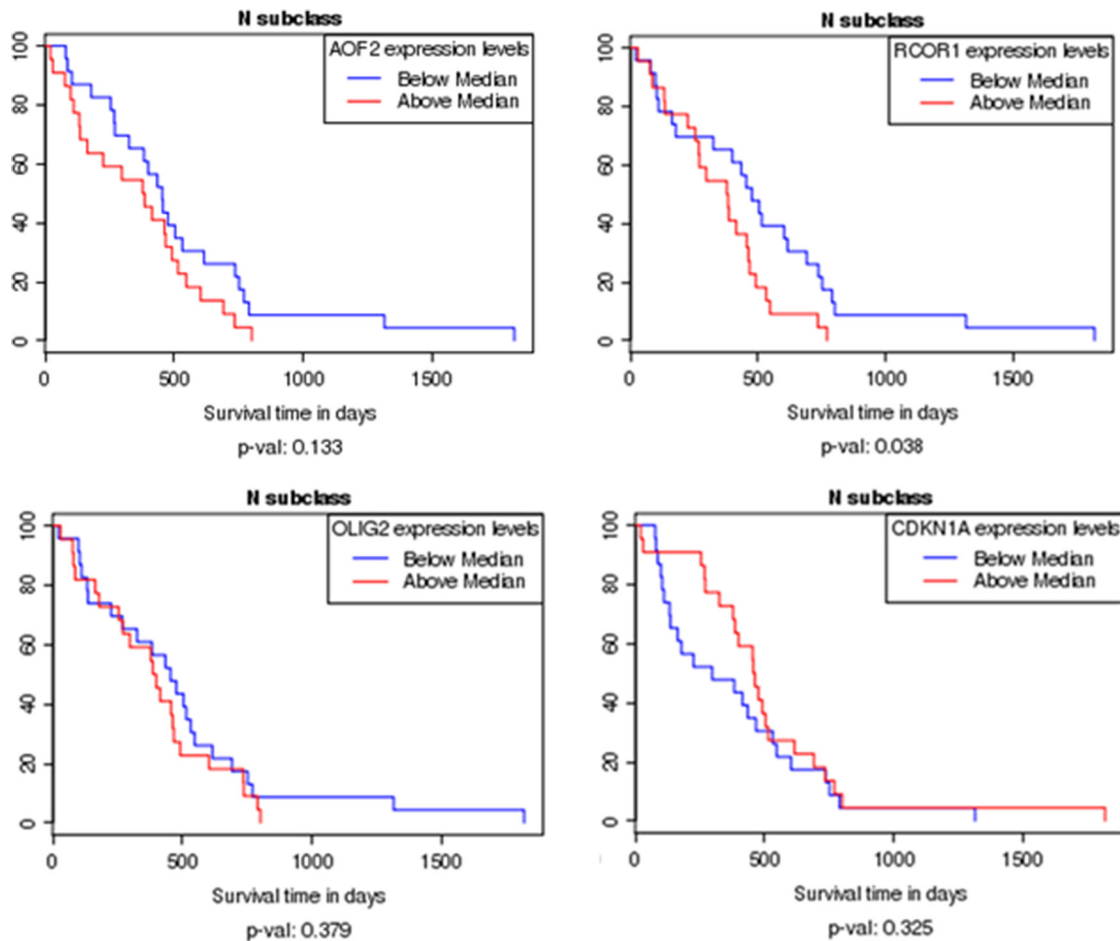 N subclass
AOF2 expression levels
Below Median
Above Median
100
80
60
40
20
0
0 500 1000 1500
Survival time in days
p-val: 0.133
N subclass
RCOR1 expression levels
Below Median
Above Median
100
80
60
40
20
0
0 500 1000 1500
Survival time in days
p-val: 0.038
N subclass
OLIG2 expression levels
Below Median
Above Median
100
80
60
40
20
0
0 500 1000 1500
Survival time in days
p-val: 0.379
N subclass
CDKN1A expression levels
Below Median
Above Median
100
80
60
40
20
0
0 500 1000 1500
Survival time in days
p-val: 0.325